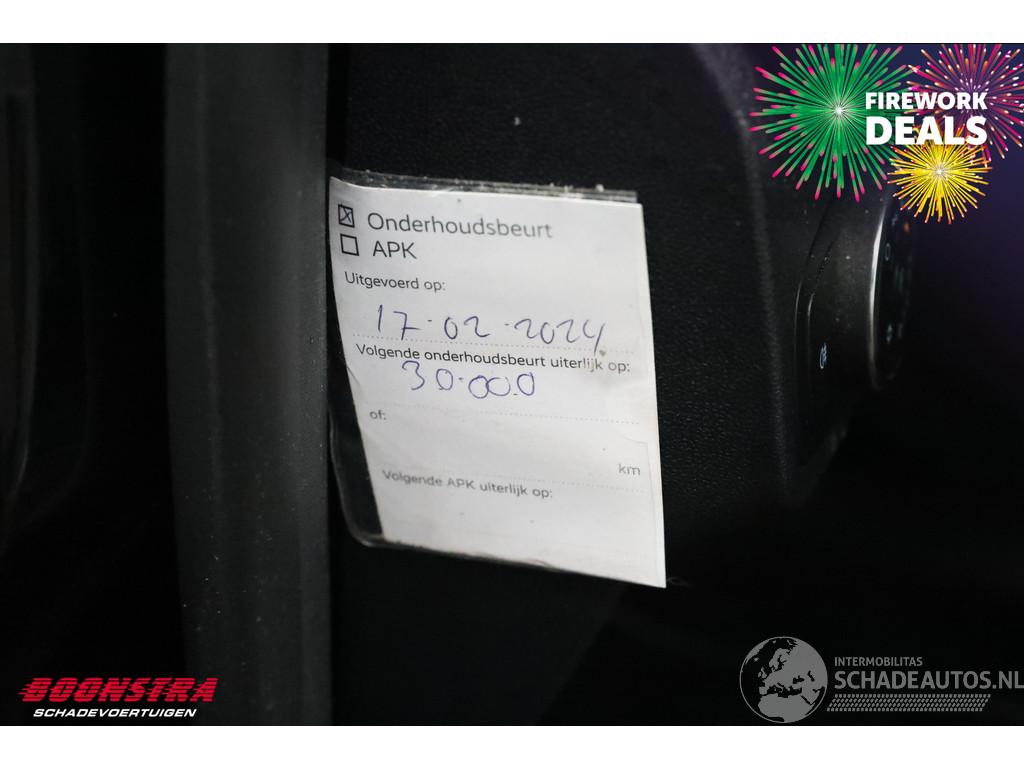 FIREWORK
DEALS
Onderhoudsbeurt
APK
Uitgevoerd op:
17-02-2024
Volgende onderhoudsbeurt uiterlijk op:
30.000
of:
km
Volgende APK uiterlijk op:
BOONSTRA
SCHADEVOERTUIGEN
INTERMOBILITAS
SCHADEAUTOS.NL